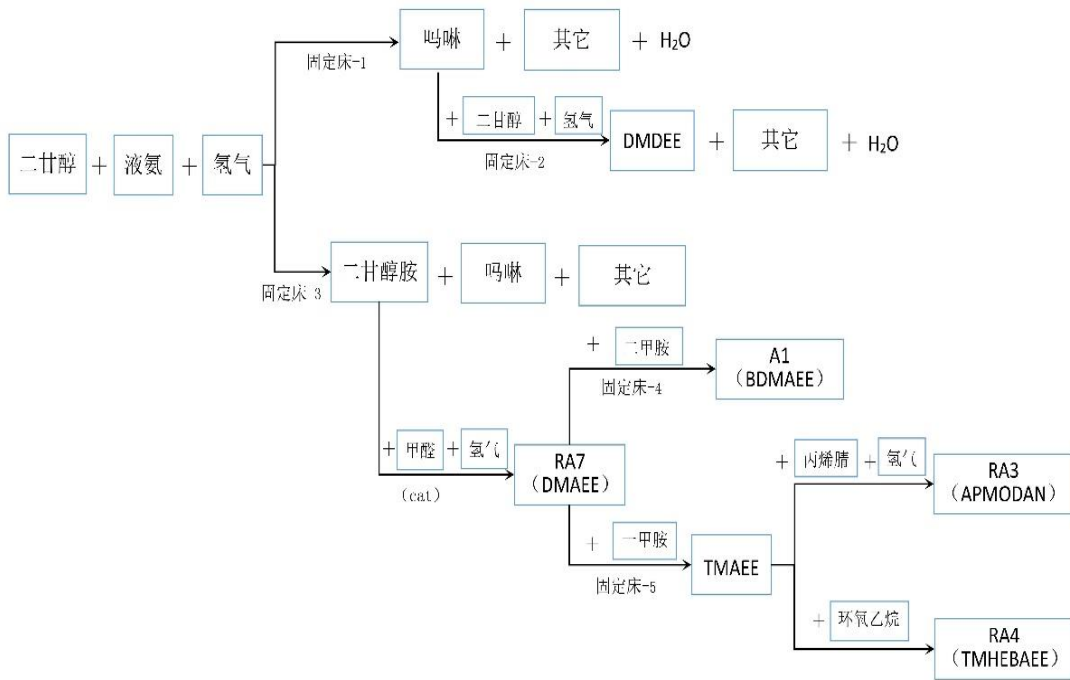 吗啉 + 其它 + H₂O
固定床-1
+ 二甘醇 + 氢气
DMDEE + 其它 + H₂O
固定床-2
二甘醇 + 液氨 + 氢气
二甘醇胺 + 吗啉 + 其它
固定床-3
+ 二甲胺
A1
(BDMAEE)
固定床-4
+ 甲醛 + 氢气
(cat)
RA7
(DMAEE)
+ 丙烯腈 + 氢气
RA3
(APMODAN)
+ 一甲胺
TMAEE
固定床-5
+ 环氧乙烷
RA4
(TMHEBAEE)